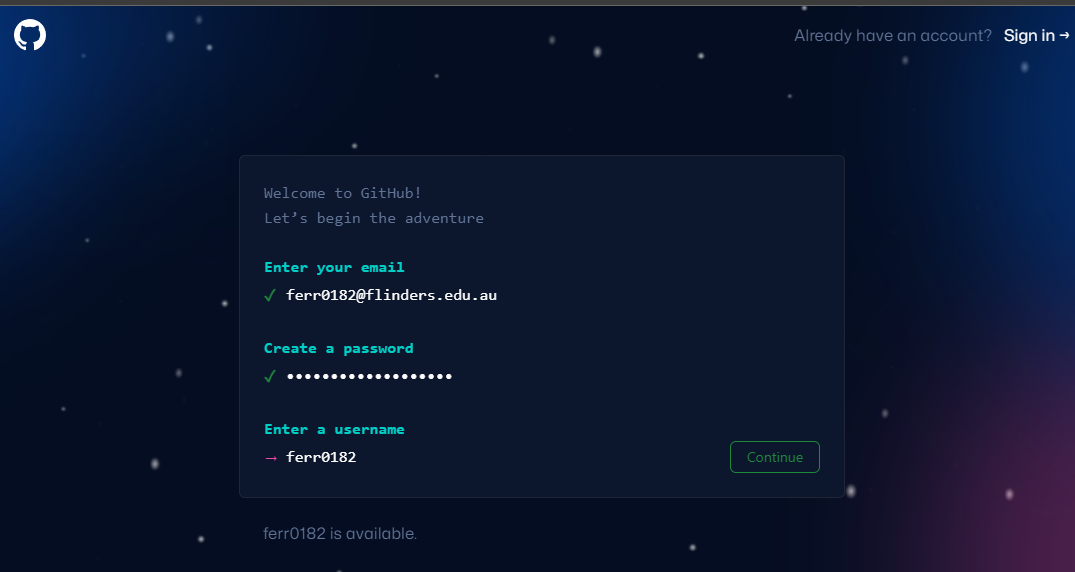 Already have an account? Sign in →
Welcome to GitHub!
Let’s begin the adventure
Enter your email
✓ ferr0182@flinders.edu.au
Create a password
✓ •••••••••••••••••••
Enter a username
→ ferr0182
Continue
ferr0182 is available.